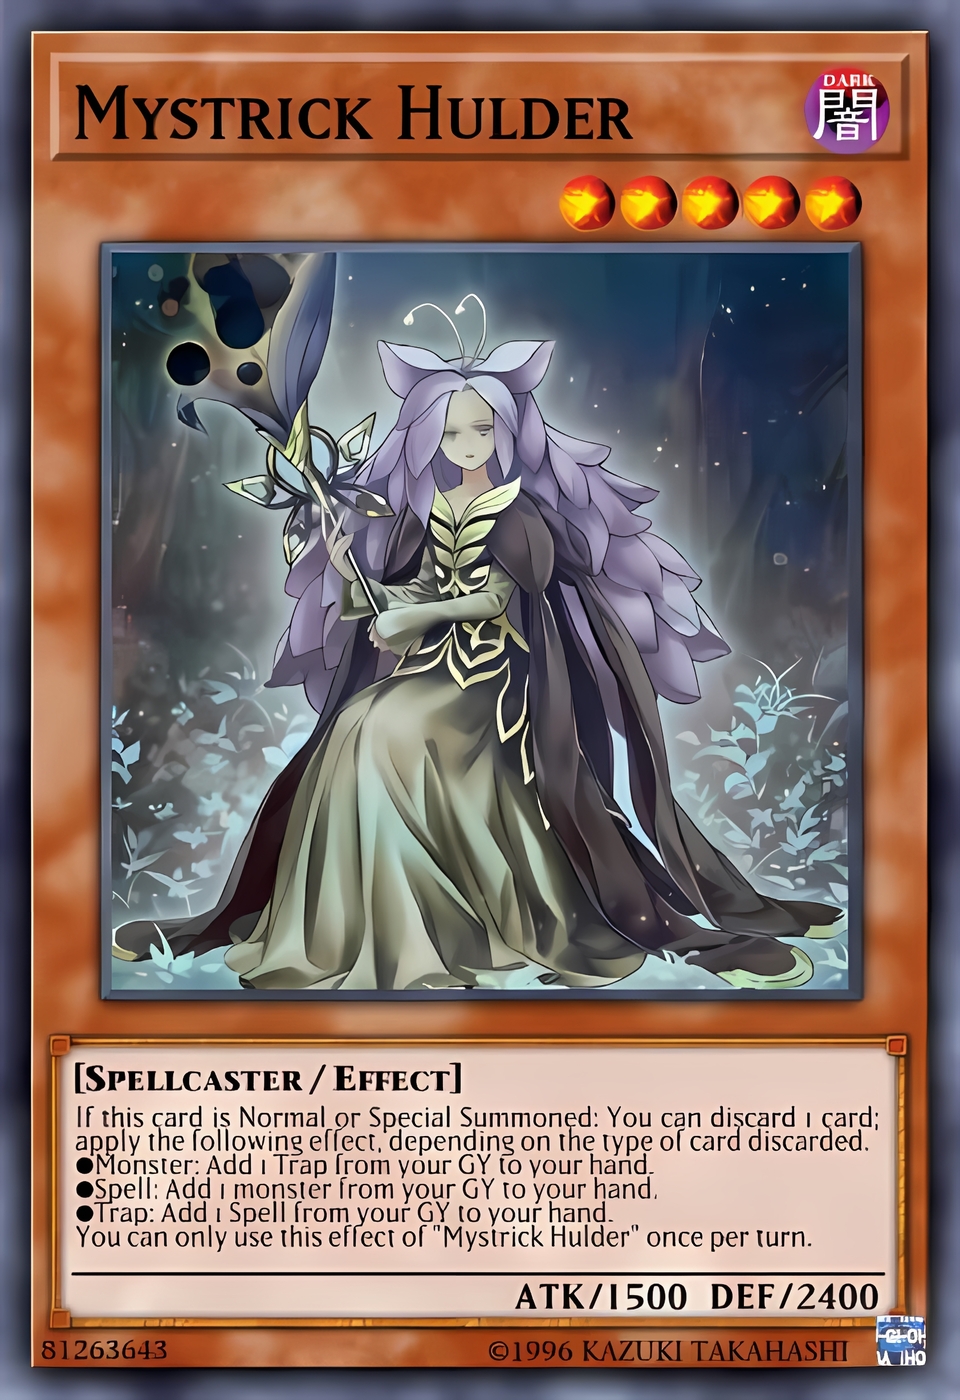 MYSTRICK HULDER
DARK
闇
[SPELLCASTER / EFFECT]
If this card is Normal or Special Summoned: You can discard 1 card;
apply the following effect, depending on the type of card discarded.
●Monster: Add 1 Trap from your GY to your hand.
●Spell: Add 1 monster from your GY to your hand.
●Trap: Add 1 Spell from your GY to your hand.
You can only use this effect of "Mystrick Hulder" once per turn.
ATK/1500 DEF/2400
81263643
©1996 KAZUKI TAKAHASHI